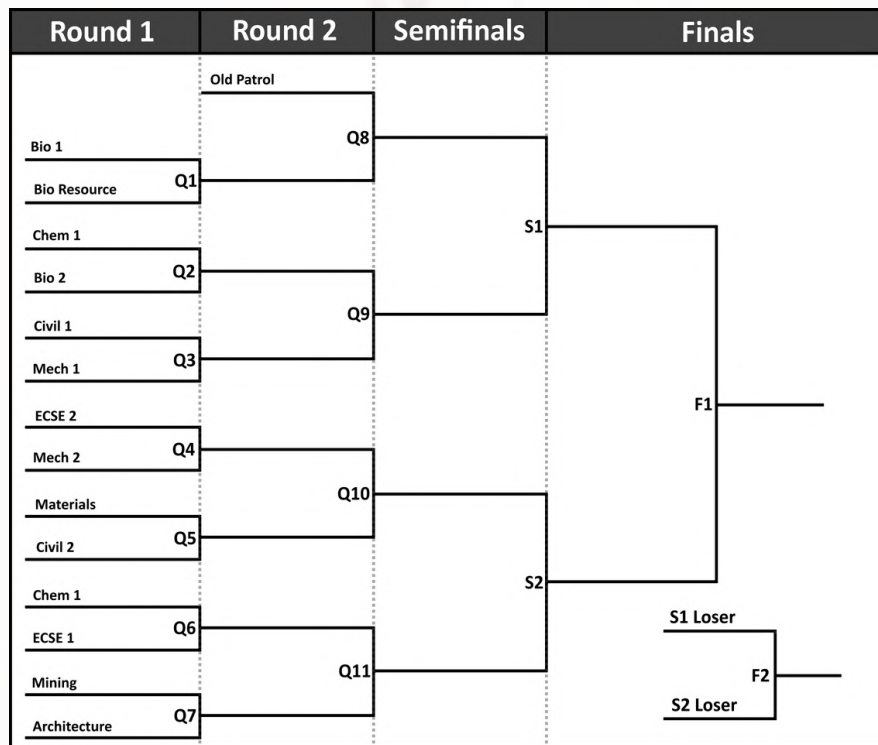 Round 1 Round 2 Semifinals Finals
Old Patrol
Q8
Bio 1
Q1
Bio Resource
S1
Chem 1
Q2
Bio 2
Q9
Civil 1
Q3
Mech 1
F1
ECSE 2
Q4
Mech 2
Q10
Materials
Q5
Civil 2
S2
Chem 1
S1 Loser
Q6
ECSE 1
Q11
F2
Mining
S2 Loser
Q7
Architecture